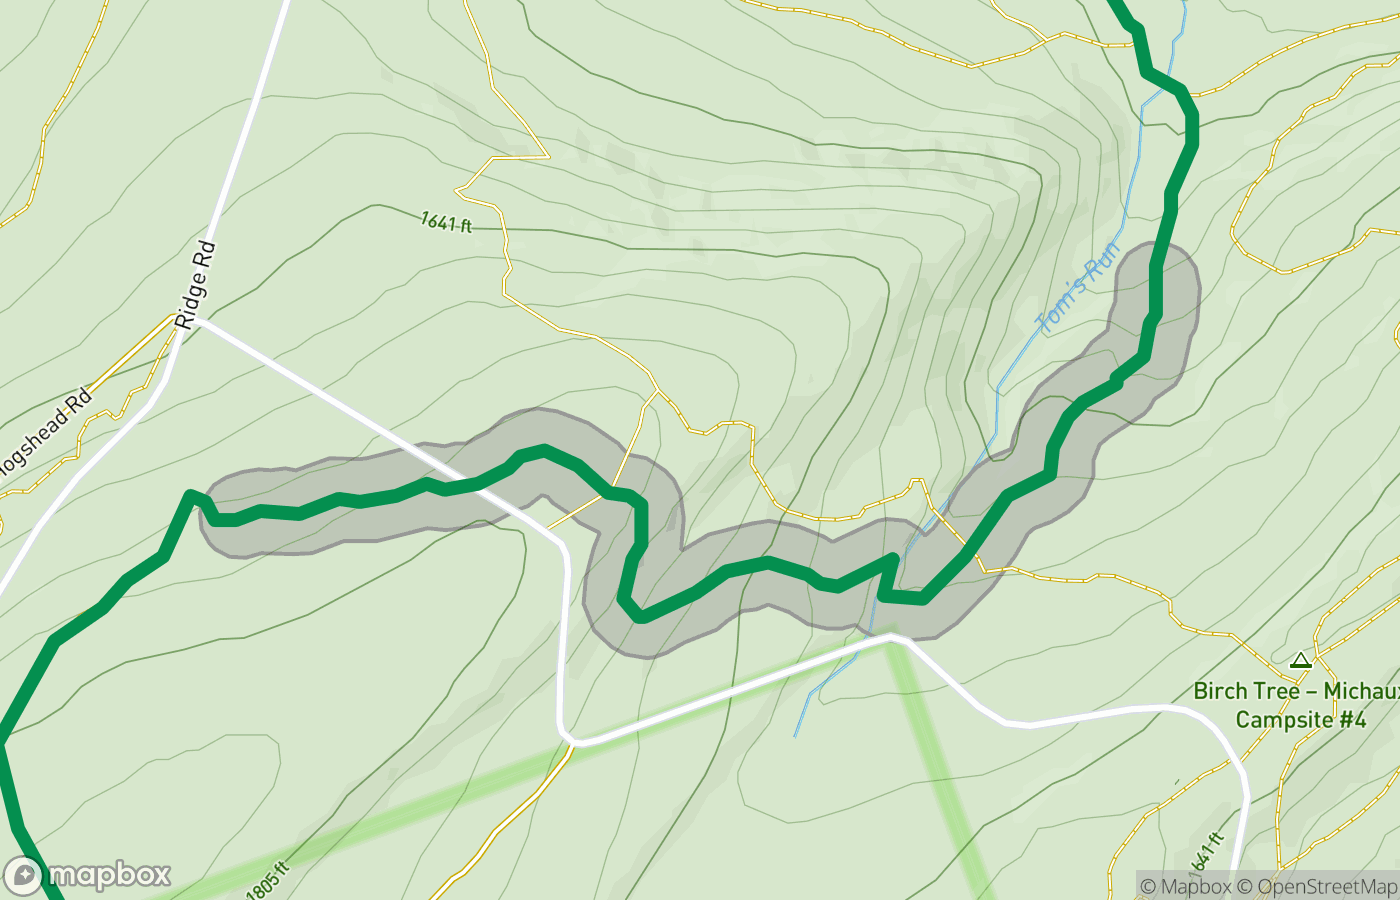 1641 ft
Ridge Rd
Tom's Run
Hogshead Rd
Birch Tree – Michaux
Campsite #4
1641 ft
1805 ft
mapbox
© Mapbox © OpenStreetMap